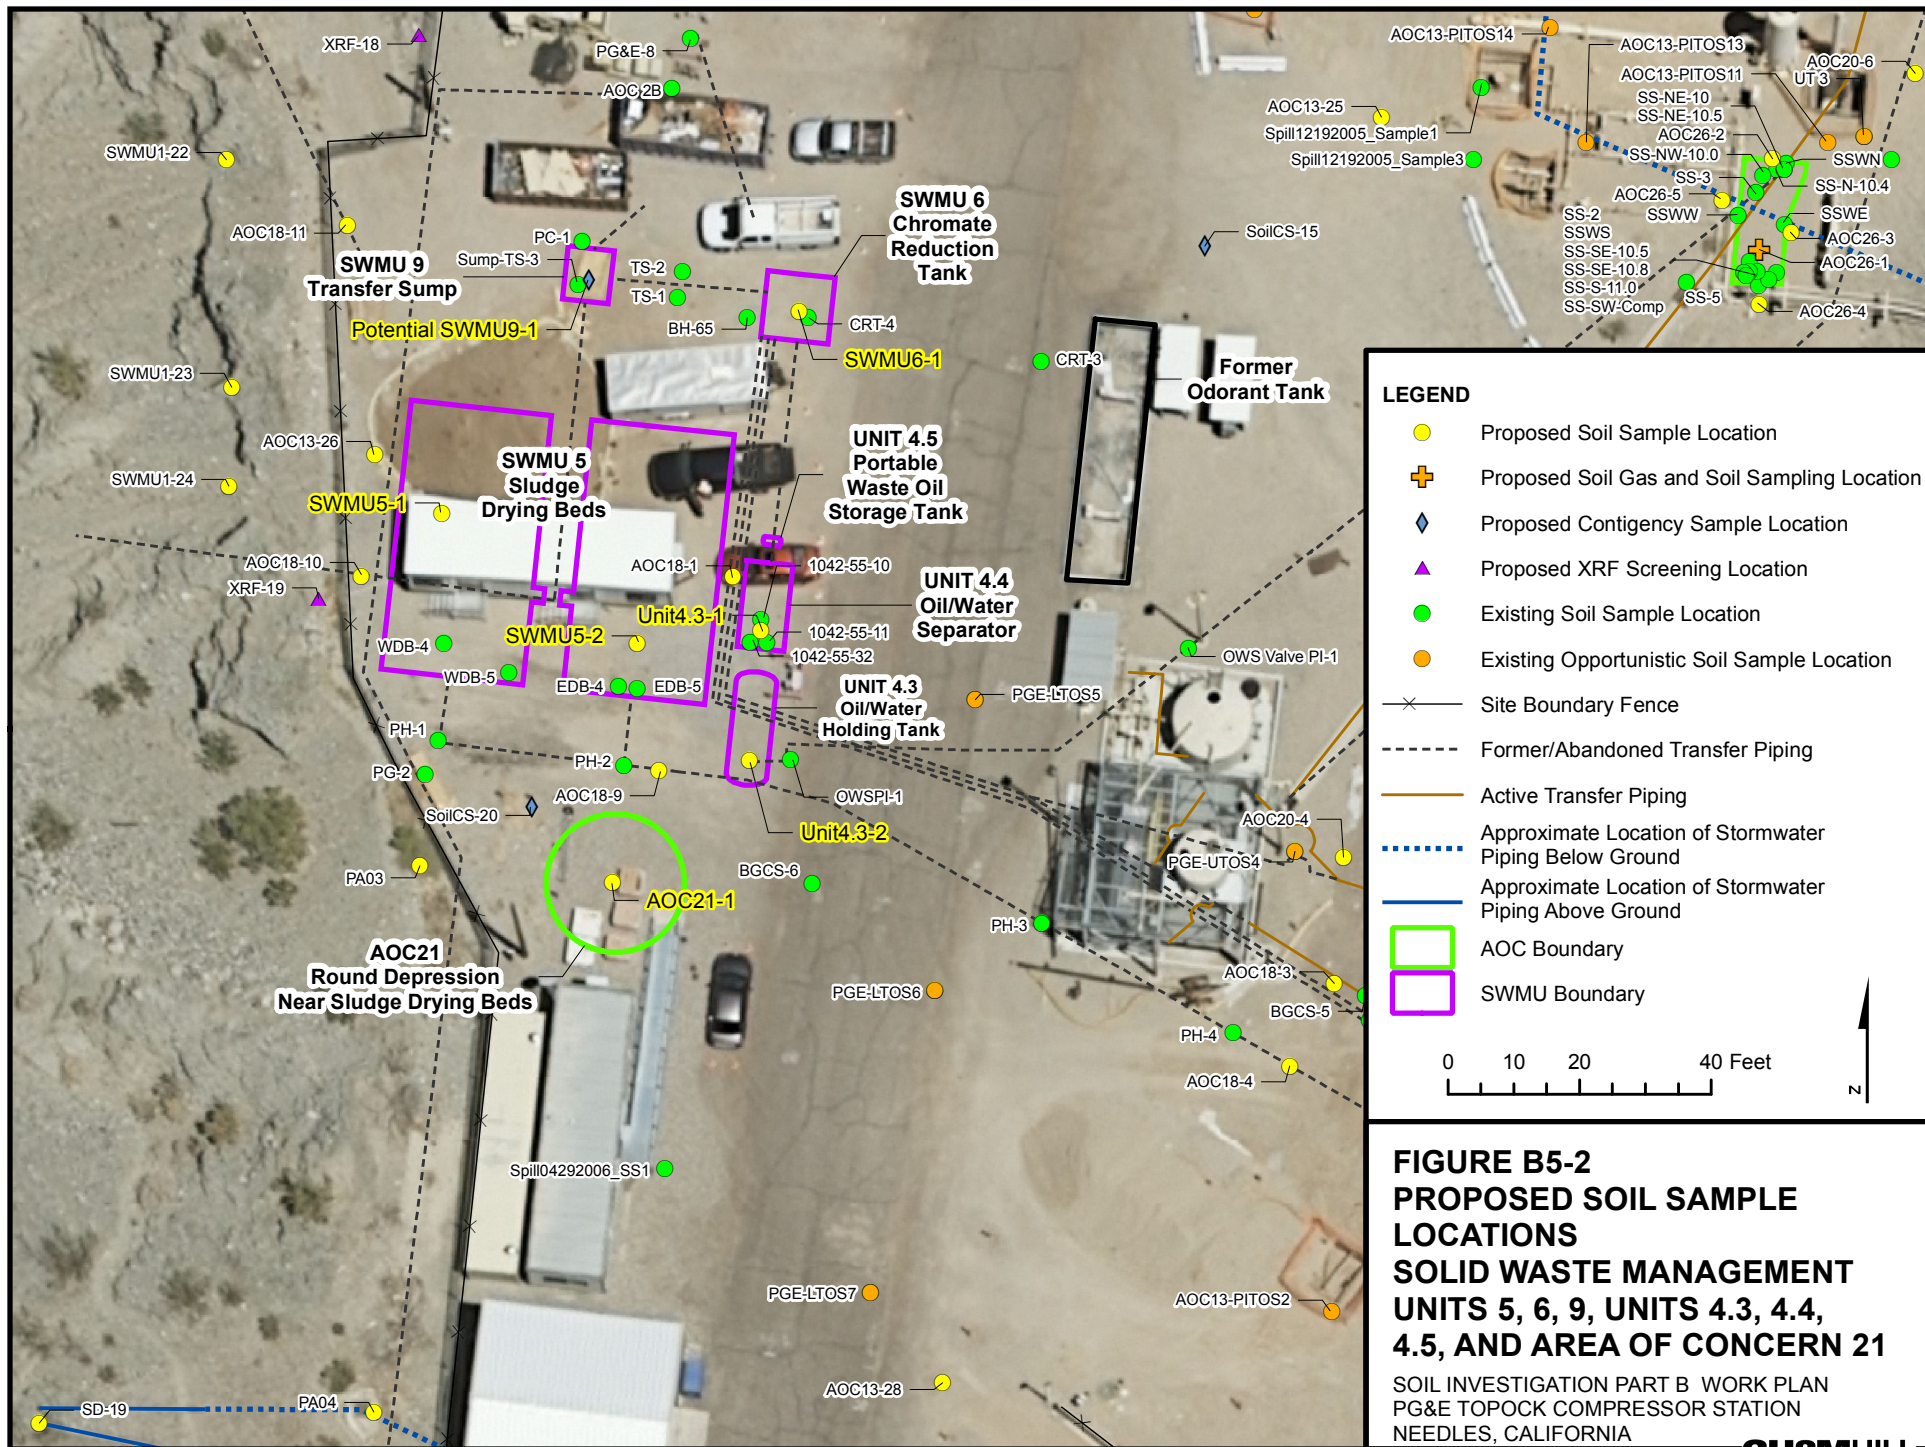 XRF-18
PG&E-8
AOC-2B
SWMU1-22
AOC18-11
PC-1
Sump-TS-3
SWMU 9
Transfer Sump
Potential SWMU9-1
TS-2
TS-1
BH-65
SWMU 6
Chromate
Reduction
Tank
CRT-4
SWMU6-1
CRT-3
Former
Odorant Tank
SoilCS-15
AOC13-25
Spill12192005_Sample1
Spill12192005_Sample3
AOC13-PITOS14
AOC13-PITOS13
AOC13-PITOS11
AOC20-6
UT 3
SS-NE-10
SS-NE-10.5
AOC26-2
SS-NW-10.0
SS-3
AOC26-5
SSWW
SSWN
SS-N-10.4
SSWE
AOC26-3
AOC26-1
SS-2
SSWS
SS-SE-10.5
SS-SE-10.8
SS-S-11.0
SS-SW-Comp
SS-5
AOC26-4
SWMU1-23
AOC13-26
SWMU1-24
SWMU5-1
SWMU 5
Sludge
Drying Beds
UNIT 4.5
Portable
Waste Oil
Storage Tank
AOC18-10
XRF-19
AOC18-1
1042-55-10
UNIT 4.4
Oil/Water
Separator
Unit4.3-1
SWMU5-2
1042-55-11
1042-55-32
WDB-4
WDB-5
EDB-4
EDB-5
UNIT 4.3
Oil/Water
Holding Tank
OWS Valve PI-1
PGE-LTOS5
PH-1
PG-2
PH-2
AOC18-9
OWSPI-1
SoilCS-20
Unit4.3-2
PA03
BGCS-6
AOC21-1
AOC20-4
PGE-UTOS4
PH-3
AOC21
Round Depression
Near Sludge Drying Beds
PGE-LTOS6
AOC18-3
BGCS-5
PH-4
AOC18-4
Spill04292006_SS1
PGE-LTOS7
AOC13-PITOS2
AOC13-28
SD-19
PA04
LEGEND
Proposed Soil Sample Location
Proposed Soil Gas and Soil Sampling Location
Proposed Contigency Sample Location
Proposed XRF Screening Location
Existing Soil Sample Location
Existing Opportunistic Soil Sample Location
Site Boundary Fence
Former/Abandoned Transfer Piping
Active Transfer Piping
Approximate Location of Stormwater
Piping Below Ground
Approximate Location of Stormwater
Piping Above Ground
AOC Boundary
SWMU Boundary
0 10 20 40 Feet
Z
FIGURE B5-2
PROPOSED SOIL SAMPLE
LOCATIONS
SOLID WASTE MANAGEMENT
UNITS 5, 6, 9, UNITS 4.3, 4.4,
4.5, AND AREA OF CONCERN 21
SOIL INVESTIGATION PART B WORK PLAN
PG&E TOPOCK COMPRESSOR STATION
NEEDLES, CALIFORNIA